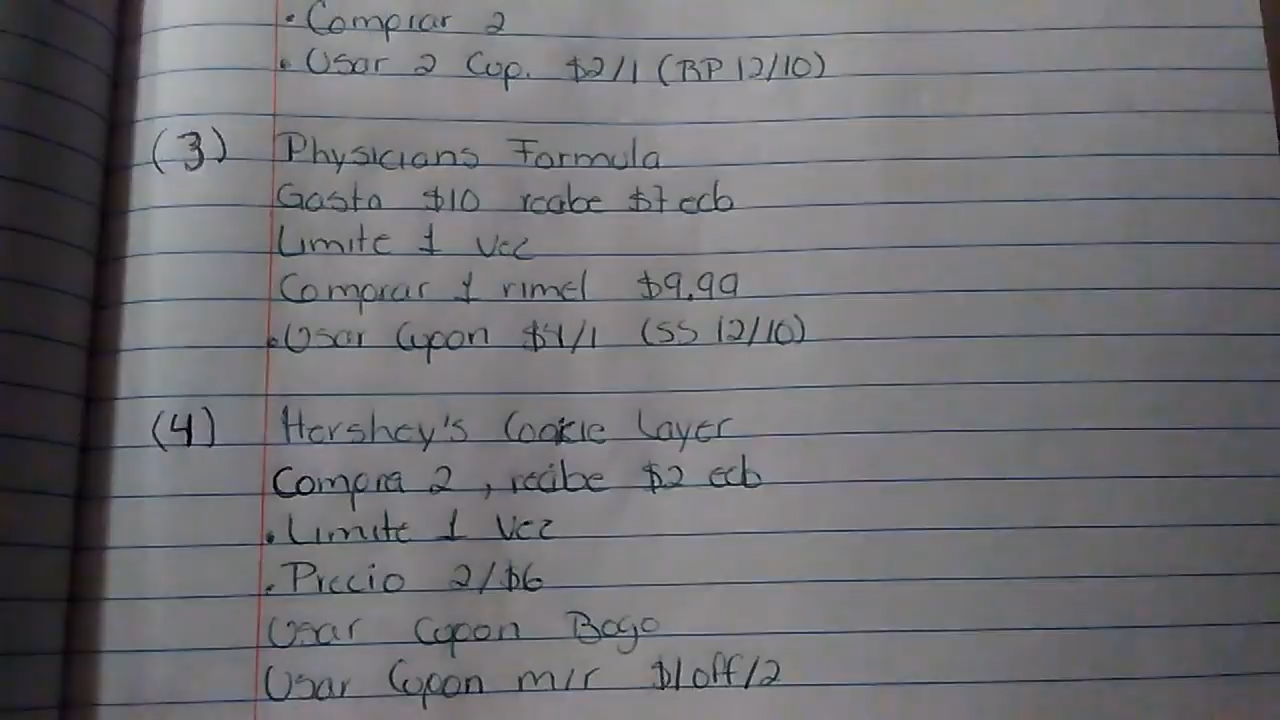 • Comprar 2
• Usar 2 Cup. $2/1 (RP 12/10)
(3) Physicians Formula
Gasta $10 recibe $7 ecb
Limite 1 vez
Comprar 1 rimel $9.99
• Usar Cupon $4/1 (SS 12/10)
(4) Hershey's Cookie Layer
Compra 2, recibe $2 ecb
• Limite 1 vez
• Precio 2/$6
Usar Cupon Bogo
Usar Cupon m/r $1 off/2